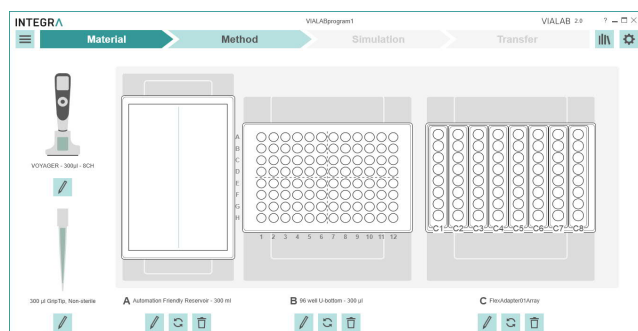 INTEGRA
VIALABprogram1
VIALAB 2.0
?
Material
Method
Simulation
Transfer
A
B
C
D
E
F
G
H
1 2 3 4 5 6 7 8 9 10 11 12
C1 C2 C3 C4 C5 C6 C7 C8
VOYAGER - 300µl - 8CH
300 µl GripTip, Non-sterile
A Automation Friendly Reservoir - 300 ml
B 96 well U-bottom - 300 µl
C FlexAdapter01Array